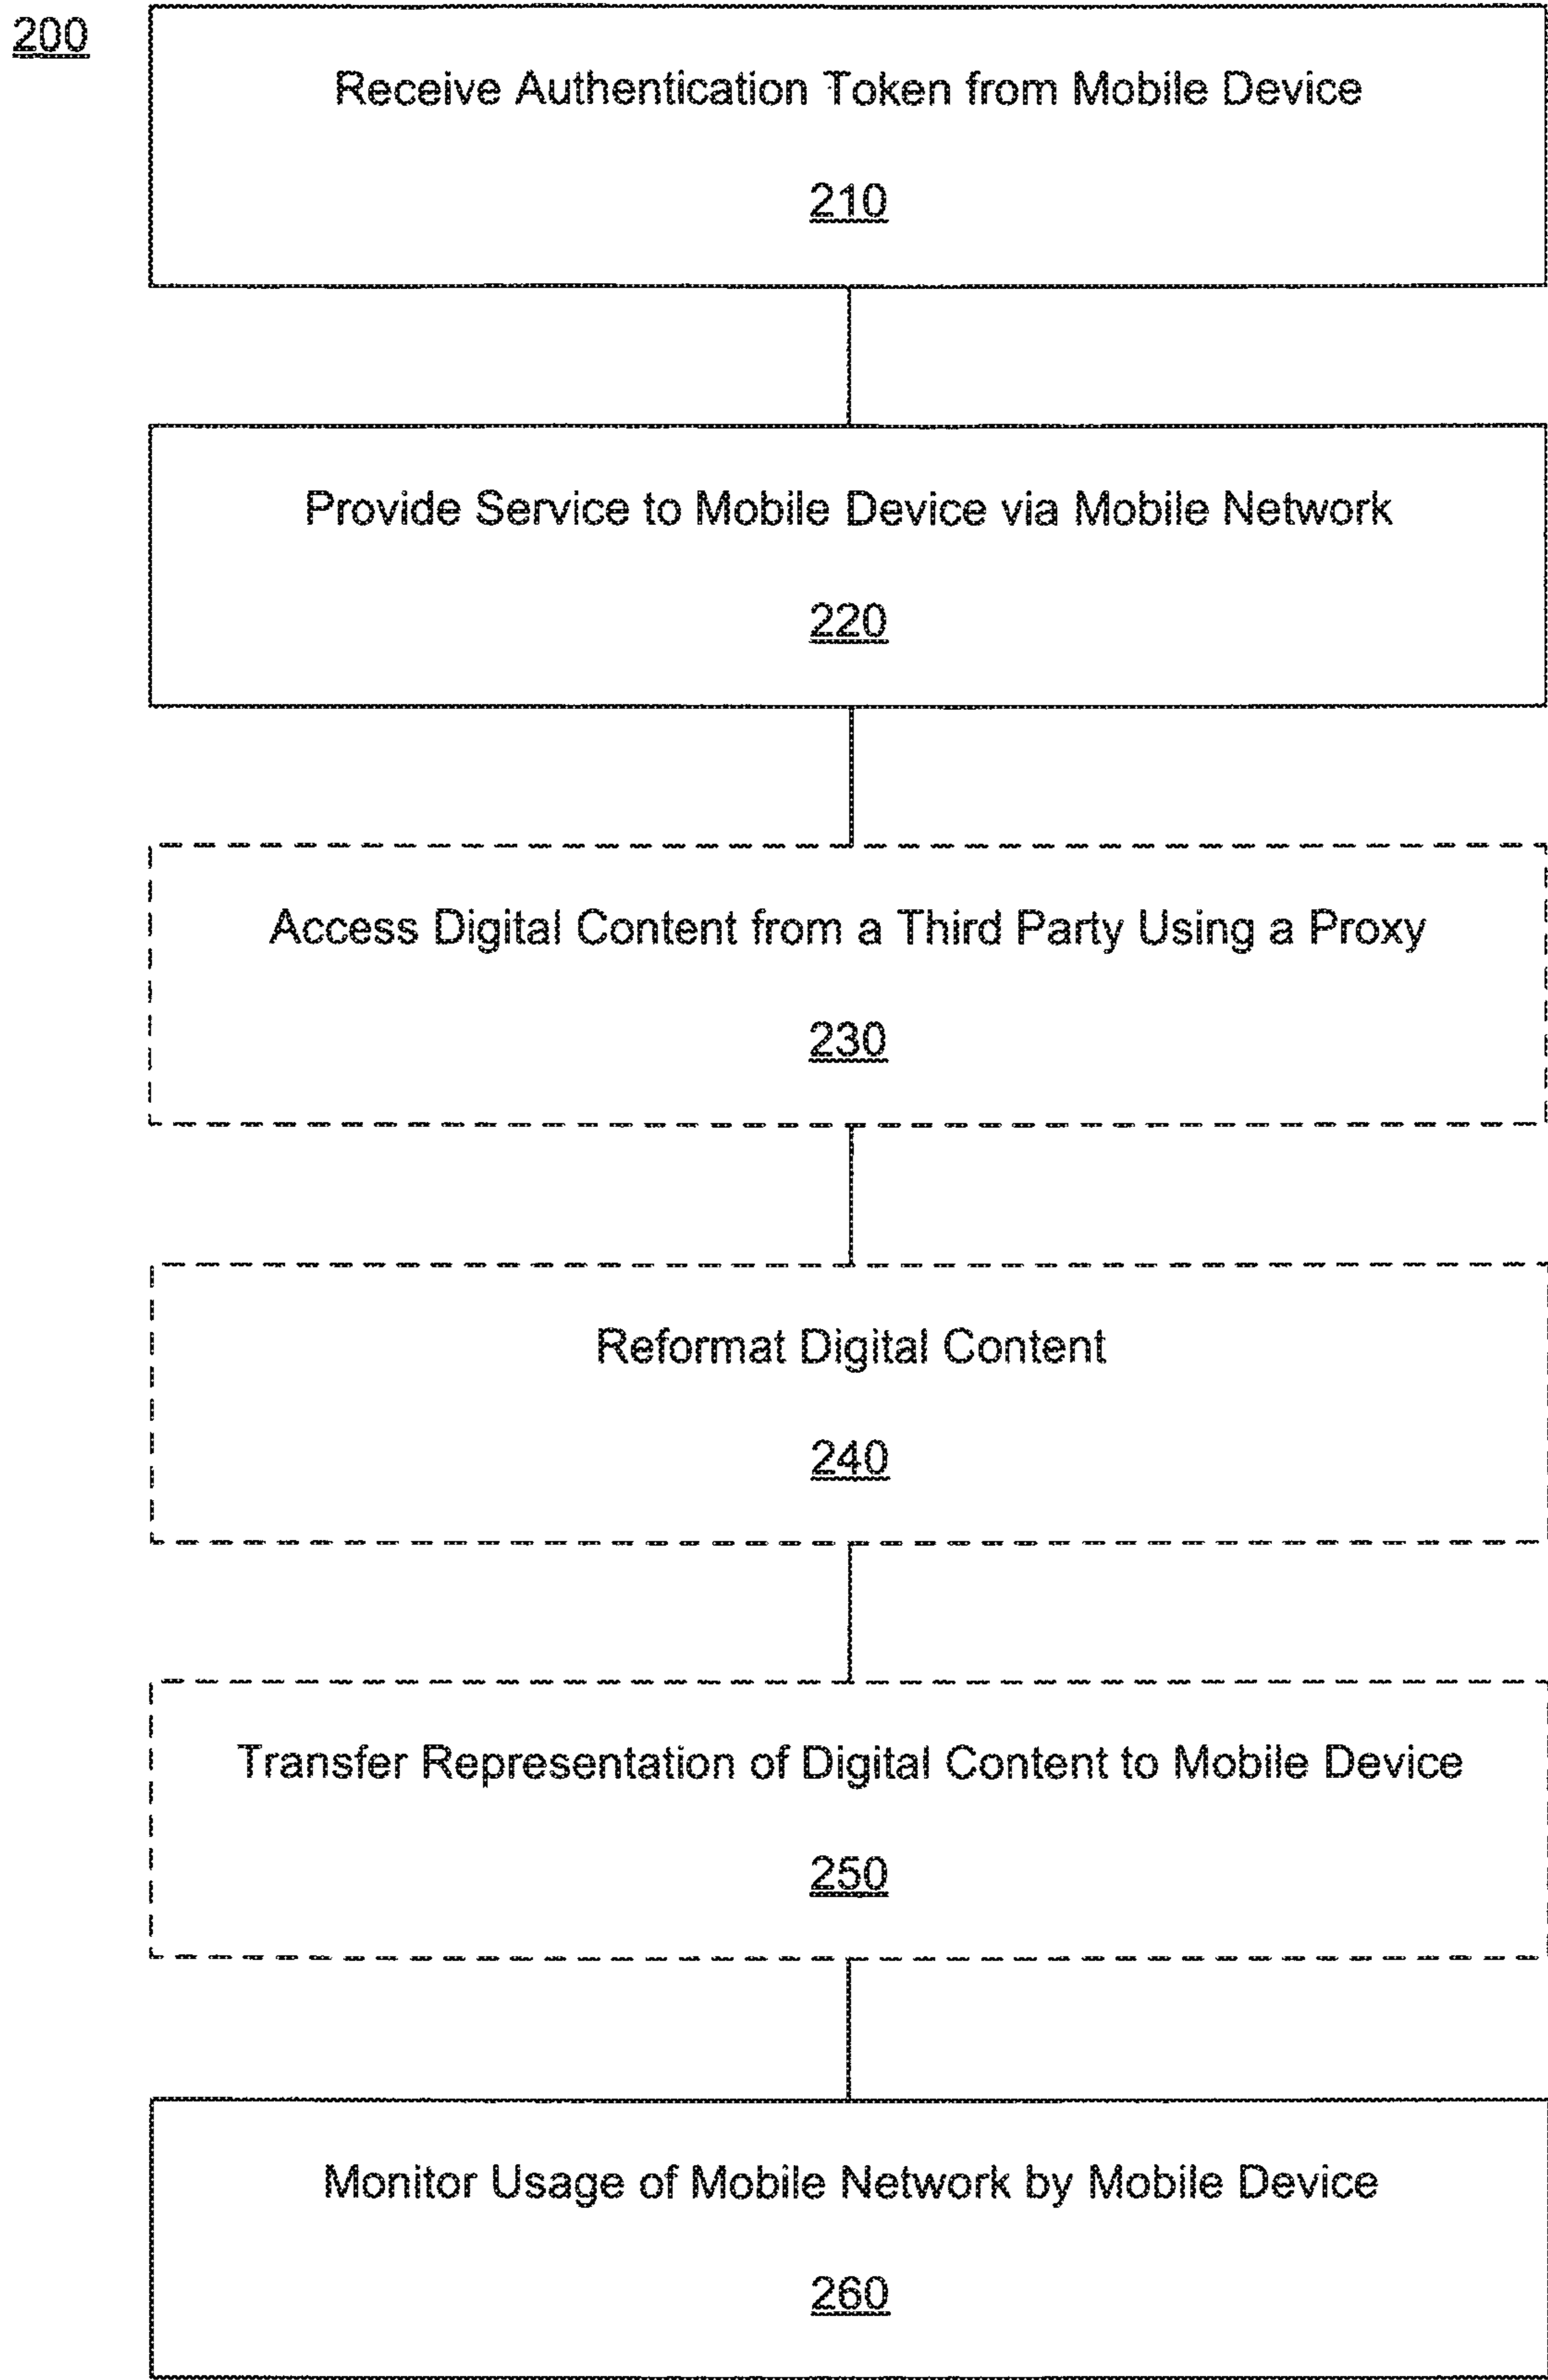 200
Receive Authentication Token from Mobile Device
210
Provide Service to Mobile Device via Mobile Network
220
Access Digital Content from a Third Party Using a Proxy
230
Reformat Digital Content
240
Transfer Representation of Digital Content to Mobile Device
250
Monitor Usage of Mobile Network by Mobile Device
260